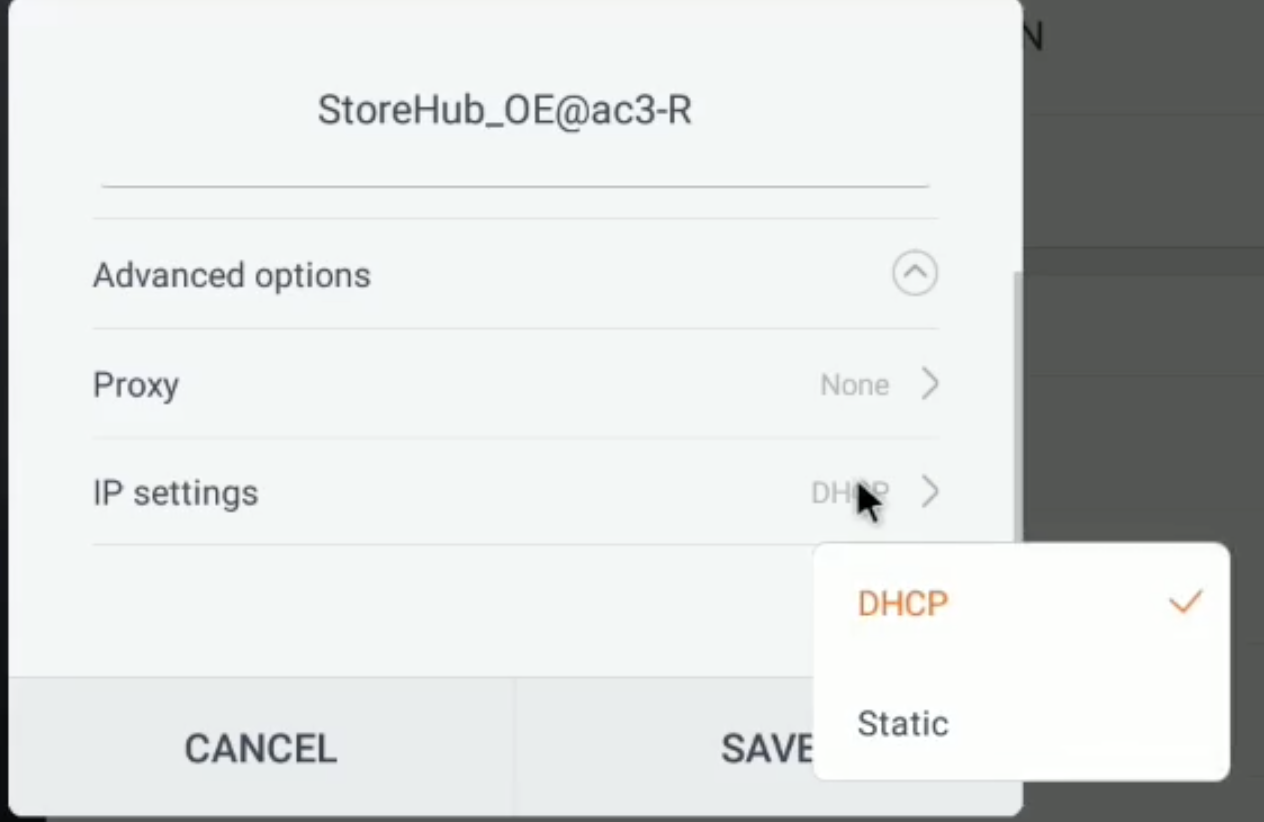 StoreHub_OE@ac3-R
Advanced options
Proxy None
IP settings DHCP
DHCP
Static
CANCEL SAVE